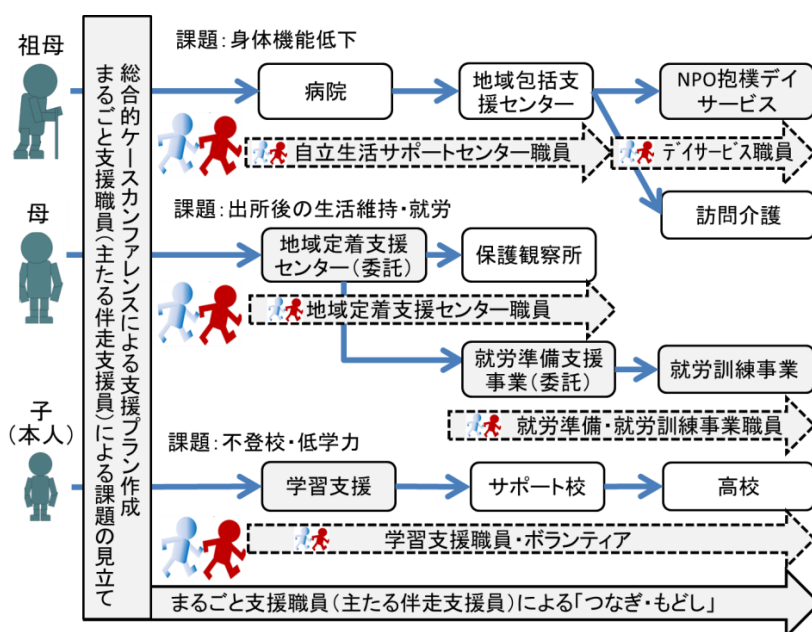 祖母
母
子
(本人)
まるごと支援職員(主たる伴走支援員)による課題の見立て
総合的ケースカンファレンスによる支援プラン作成
課題:身体機能低下
病院
地域包括支
援センター
NPO抱樸デイ
サービス
自立生活サポートセンター職員
デイサービス職員
訪問介護
課題:出所後の生活維持・就労
地域定着支援
センター(委託)
保護観察所
地域定着支援センター職員
就労準備支援
事業(委託)
就労訓練事業
就労準備・就労訓練事業職員
課題:不登校・低学力
学習支援
サポート校
高校
学習支援職員・ボランティア
まるごと支援職員(主たる伴走支援員)による「つなぎ・もどし」